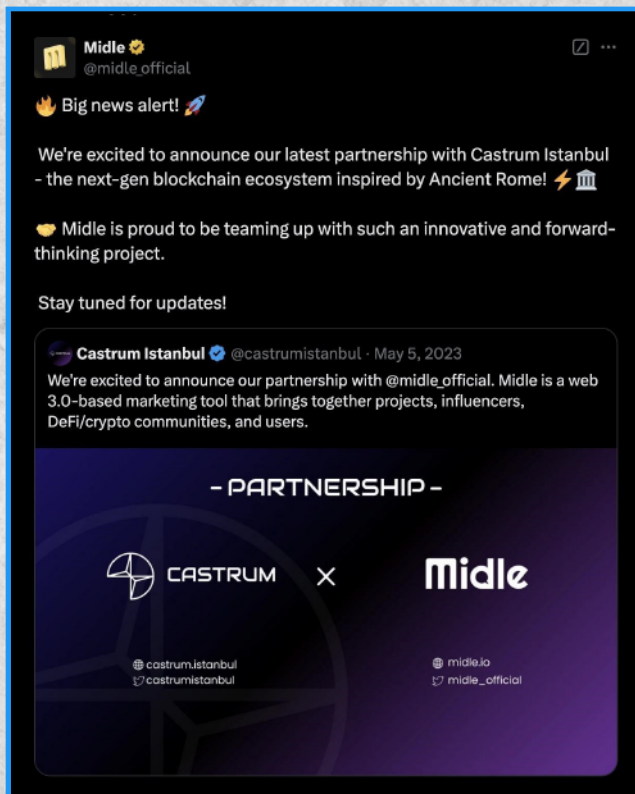 Midle
@midle_official
🔥 Big news alert! 🚀
We're excited to announce our latest partnership with Castrum Istanbul
- the next-gen blockchain ecosystem inspired by Ancient Rome! ⚡🏛️
🤝 Midle is proud to be teaming up with such an innovative and forward-
thinking project.
Stay tuned for updates!
Castrum Istanbul @castrumistanbul · May 5, 2023
We're excited to announce our partnership with @midle_official. Midle is a web
3.0-based marketing tool that brings together projects, influencers,
DeFi/crypto communities, and users.
- PARTNERSHIP -
CASTRUM X Midle
castrum.istanbul
castrumistanbul
midle.io
midle_official